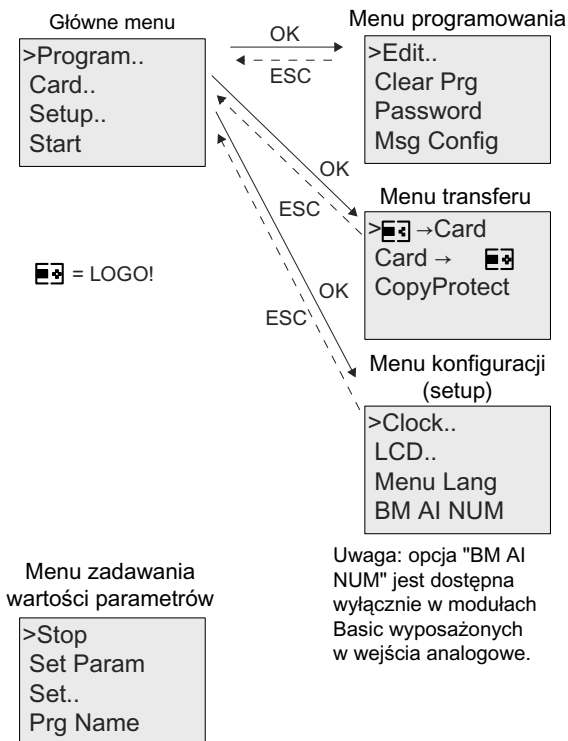 Główne menu
>Program..
Card..
Setup..
Start
OK
ESC
Menu programowania
>Edit..
Clear Prg
Password
Msg Config
OK
ESC
Menu transferu
> →Card
Card →
CopyProtect
= LOGO!
OK
ESC
Menu konfiguracji
(setup)
>Clock..
LCD..
Menu Lang
BM AI NUM
Uwaga: opcja "BM AI
NUM" jest dostępna
wyłącznie w modułach
Basic wyposażonych
w wejścia analogowe.
Menu zadawania
wartości parametrów
>Stop
Set Param
Set..
Prg Name